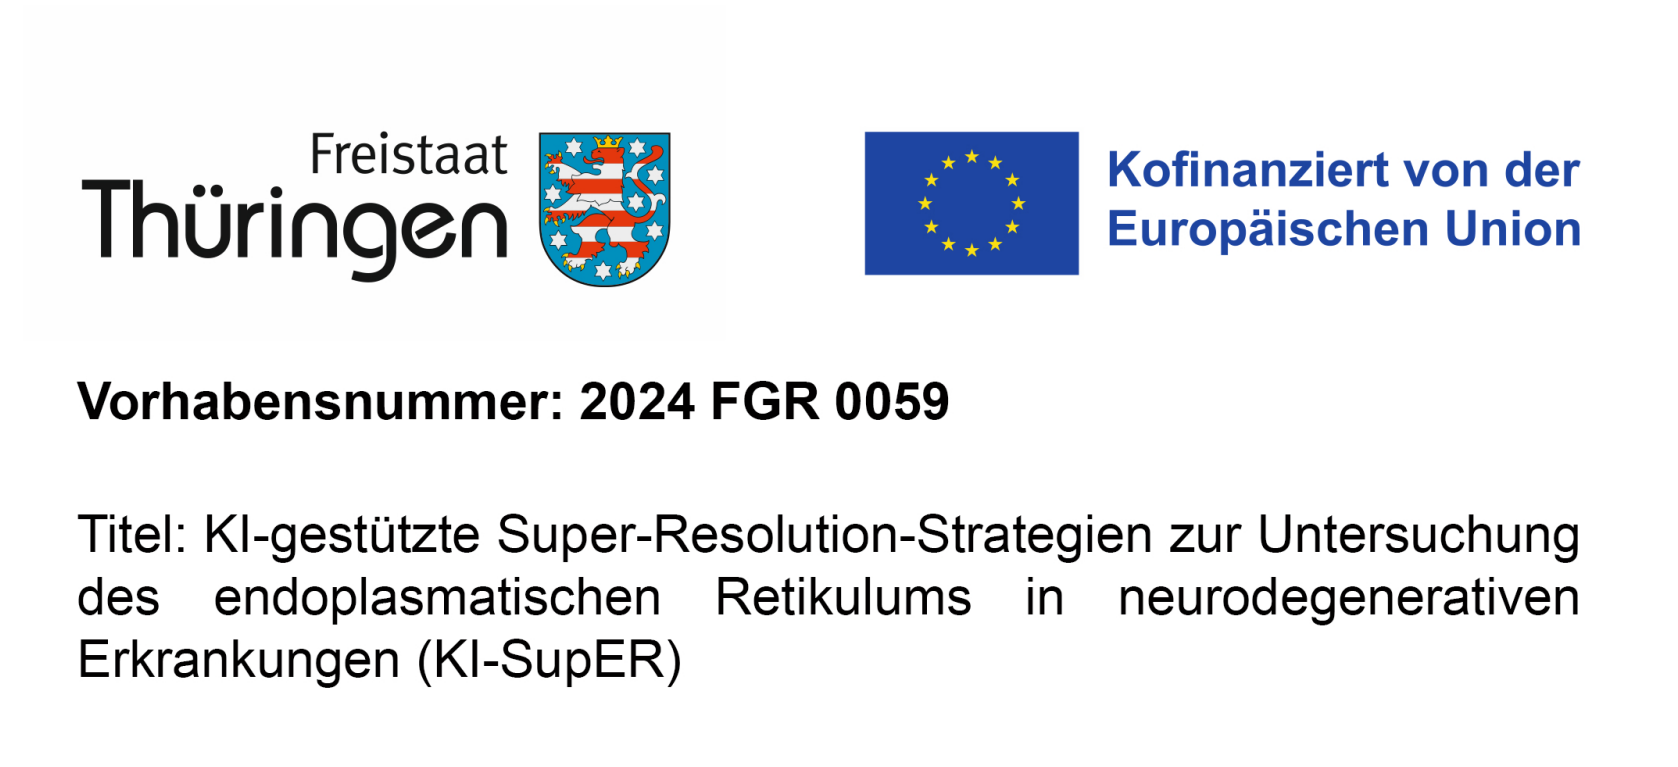 Freistaat
Thüringen
Kofinanziert von der
Europäischen Union
Vorhabensnummer: 2024 FGR 0059
Titel: KI-gestützte Super-Resolution-Strategien zur Untersuchung
des endoplasmatischen Retikulums in neurodegenerativen
Erkrankungen (KI-SupER)